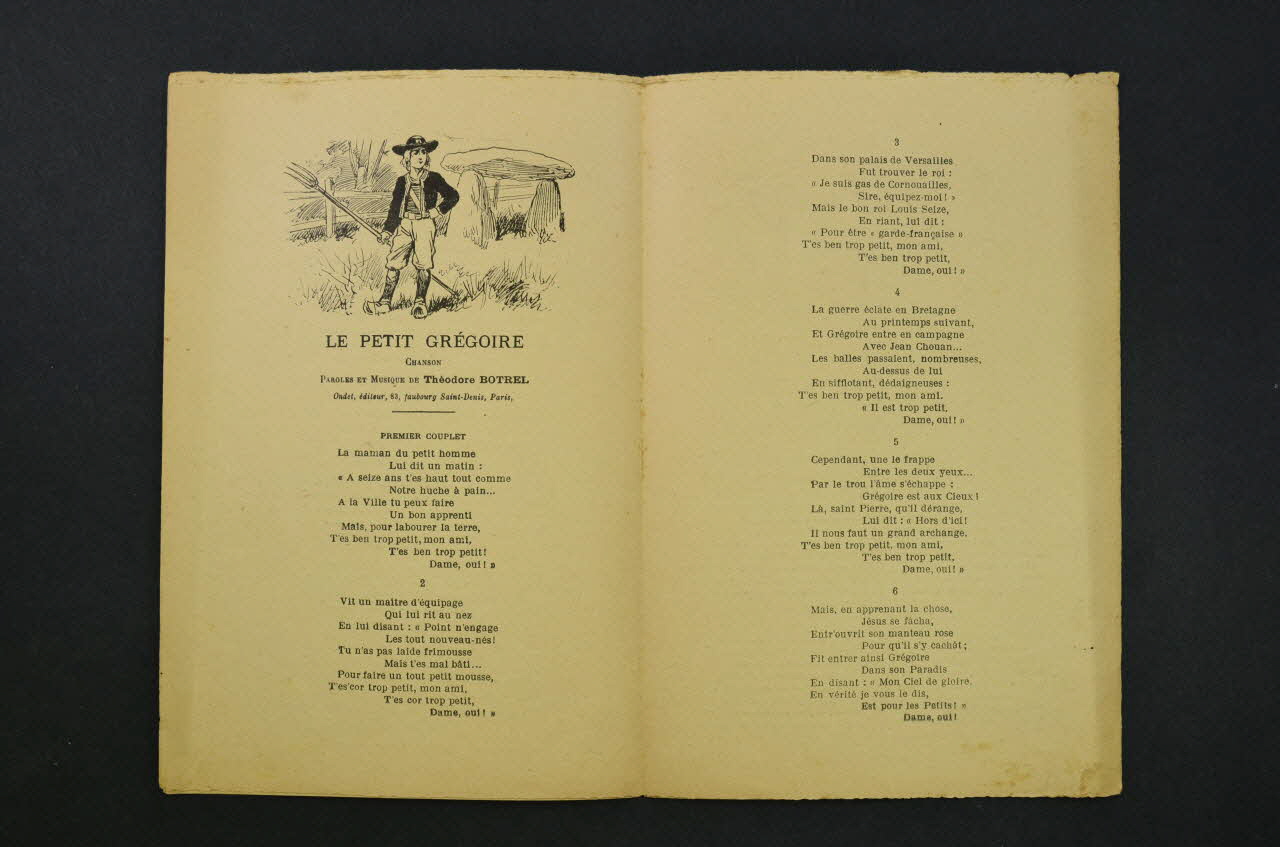 LE PETIT GRÉGOIRE
CHANSON
PAROLES ET MUSIQUE DE Théodore BOTREL
Ondet, éditeur, 83, faubourg Saint-Denis, Paris,
PREMIER COUPLET
La maman du petit homme
Lui dit un matin :
« A seize ans t'es haut tout comme
Notre huche à pain...
A la Ville tu peux faire
Un bon apprenti
Mais, pour labourer la terre,
T'es ben trop petit, mon ami,
T'es ben trop petit!
Dame, oui! »
2
Vit un maître d'équipage
Qui lui rit au nez
En lui disant : « Point n'engage
Les tout nouveau-nés!
Tu n'as pas laide frimousse
Mais t'es mal bâti...
Pour faire un tout petit mousse,
T'es'cor trop petit, mon ami,
T'es cor trop petit,
Dame, oui! »
3
Dans son palais de Versailles
Fut trouver le roi :
« Je suis gas de Cornouailles,
Sire, équipez-moi! »
Mais le bon roi Louis Seize,
En riant, lui dit :
« Pour être « garde-française »
T'es ben trop petit, mon ami,
T'es ben trop petit,
Dame, oui! »
4
La guerre éclate en Bretagne
Au printemps suivant,
Et Grégoire entre en campagne
Avec Jean Chouan...
Les balles passaient, nombreuses,
Au-dessus de lui
En sifflotant, dédaigneuses :
T'es ben trop petit, mon ami.
« Il est trop petit,
Dame, oui! »
5
Cependant, une le frappe
Entre les deux yeux...
Par le trou l'âme s'échappe :
Grégoire est aux Cieux!
Là, saint Pierre, qu'il dérange,
Lui dit : « Hors d'ici!
Il nous faut un grand archange.
T'es ben trop petit, mon ami,
T'es ben trop petit,
Dame, oui! »
6
Mais, en apprenant la chose,
Jésus se fâcha,
Entr'ouvrit son manteau rose
Pour qu'il s'y cachât;
Fit entrer ainsi Grégoire
Dans son Paradis
En disant : « Mon Ciel de gloire,
En vérité je vous le dis,
Est pour les Petits! »
Dame, oui!